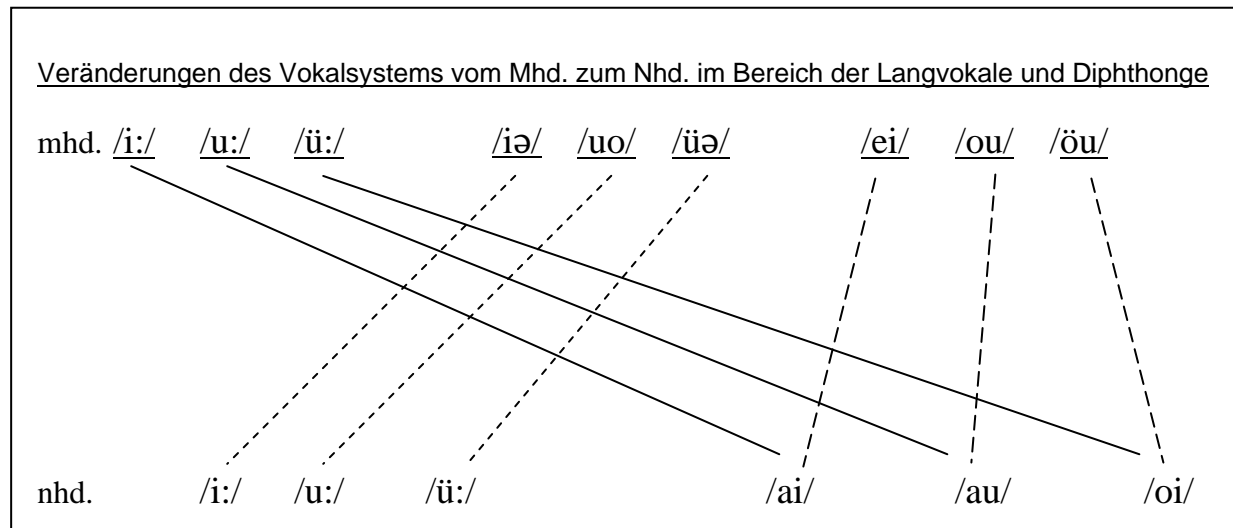 Veränderungen des Vokalsystems vom Mhd. zum Nhd. im Bereich der Langvokale und Diphthonge
mhd. /i:/ /u:/ /ü:/ /iə/ /uo/ /üə/ /ei/ /ou/ /öu/
nhd. /i:/ /u:/ /ü:/ /ai/ /au/ /oi/